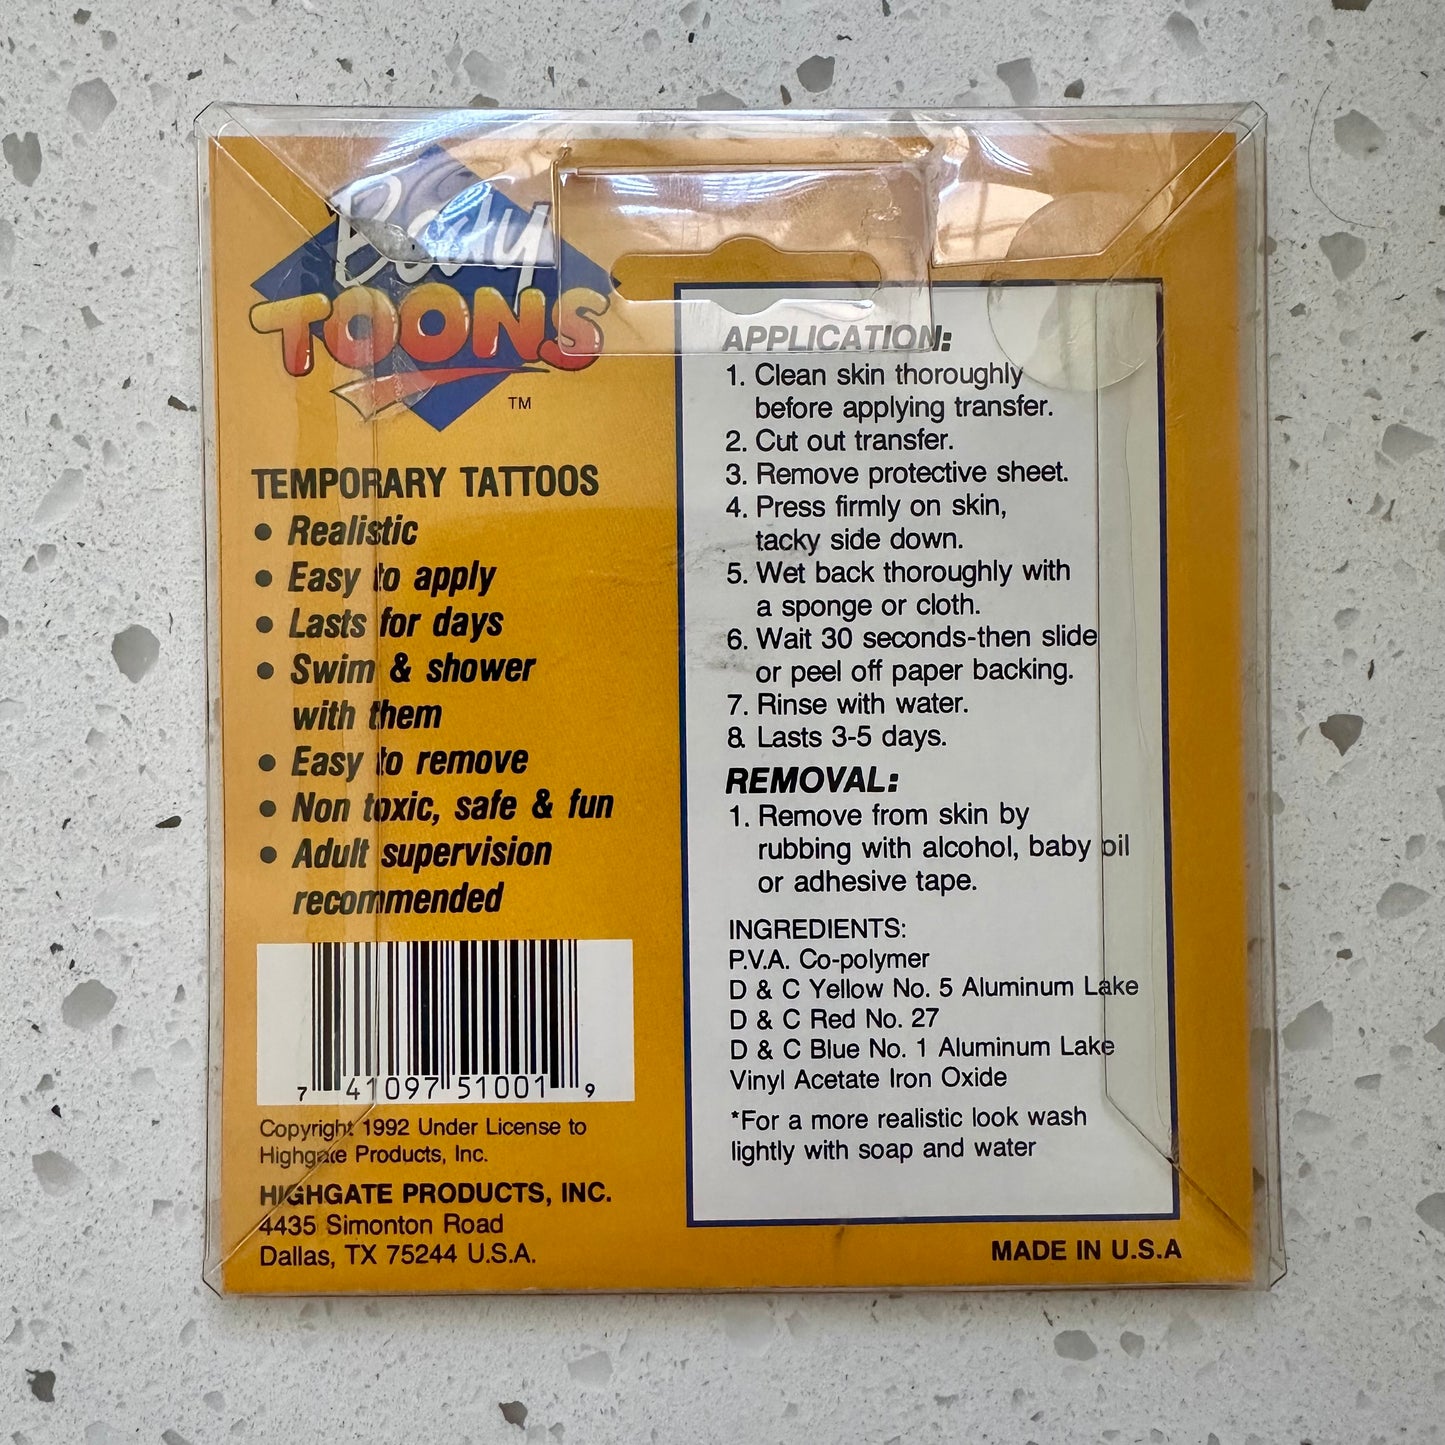 Body
TOONS
TM
TEMPORARY TATTOOS
• Realistic
• Easy to apply
• Lasts for days
• Swim & shower
with them
• Easy to remove
• Non toxic, safe & fun
• Adult supervision
recommended
7 41097 51001 9
Copyright 1992 Under License to
Highgate Products, Inc.
HIGHGATE PRODUCTS, INC.
4435 Simonton Road
Dallas, TX 75244 U.S.A.
APPLICATION:
1. Clean skin thoroughly
before applying transfer.
2. Cut out transfer.
3. Remove protective sheet.
4. Press firmly on skin,
tacky side down.
5. Wet back thoroughly with
a sponge or cloth.
6. Wait 30 seconds-then slide
or peel off paper backing.
7. Rinse with water.
8. Lasts 3-5 days.
REMOVAL:
1. Remove from skin by
rubbing with alcohol, baby oil
or adhesive tape.
INGREDIENTS:
P.V.A. Co-polymer
D & C Yellow No. 5 Aluminum Lake
D & C Red No. 27
D & C Blue No. 1 Aluminum Lake
Vinyl Acetate Iron Oxide
*For a more realistic look wash
lightly with soap and water
MADE IN U.S.A